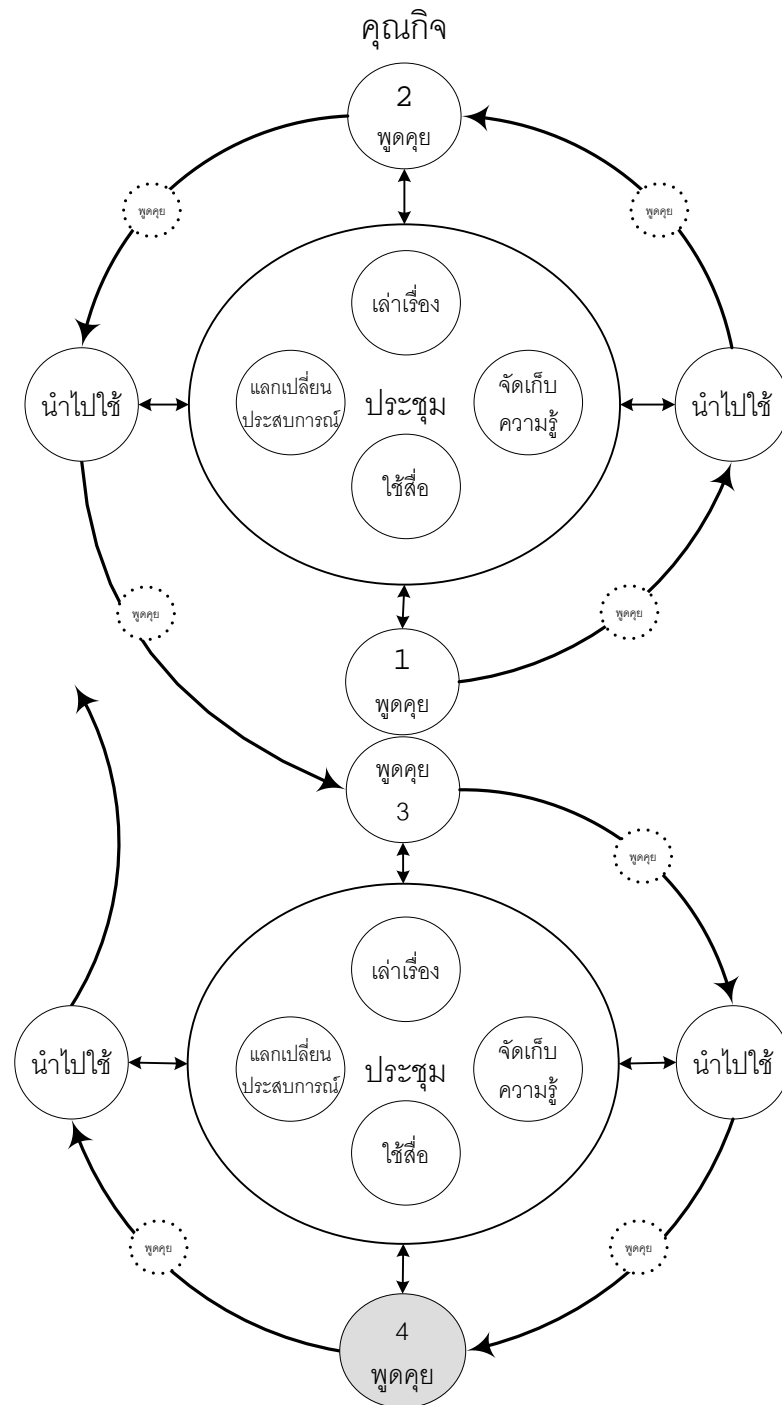 คุณกิจ
2
พูดคุย
พูดคุย
พูดคุย
เล่าเรื่อง
นำไปใช้
แลกเปลี่ยน
ประสบการณ์
ประชุม
จัดเก็บ
ความรู้
นำไปใช้
ใช้สื่อ
พูดคุย
พูดคุย
1
พูดคุย
พูดคุย
3
พูดคุย
เล่าเรื่อง
นำไปใช้
แลกเปลี่ยน
ประสบการณ์
ประชุม
จัดเก็บ
ความรู้
นำไปใช้
ใช้สื่อ
พูดคุย
พูดคุย
4
พูดคุย